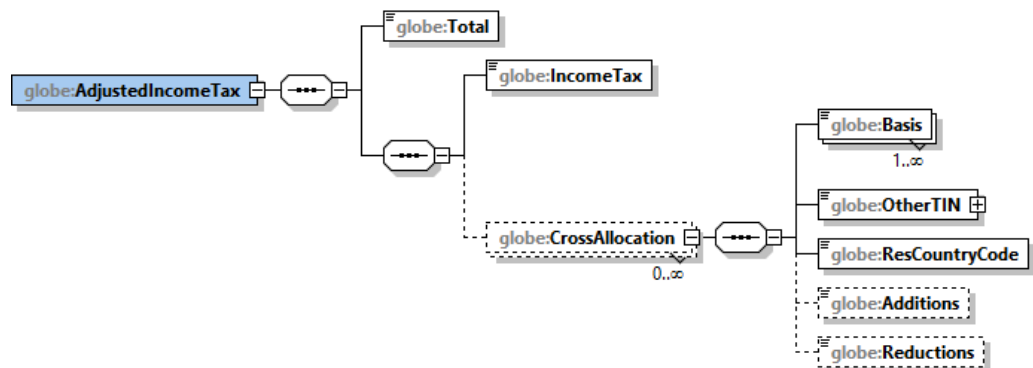 globe:Total
globe:IncomeTax
globe:AdjustedIncomeTax
globe:Basis
1..∞
globe:OtherTIN
globe:CrossAllocation
0..∞
globe:ResCountryCode
globe:Additions
globe:Reductions